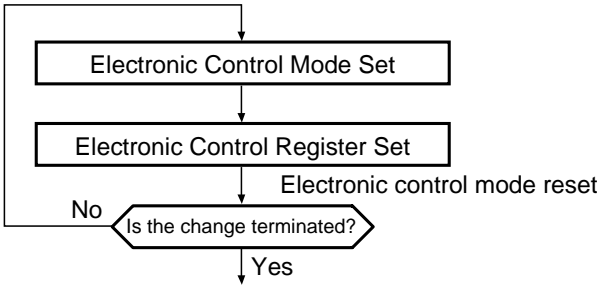 Electronic Control Mode Set
Electronic Control Register Set
Electronic control mode reset
No
Is the change terminated?
Yes